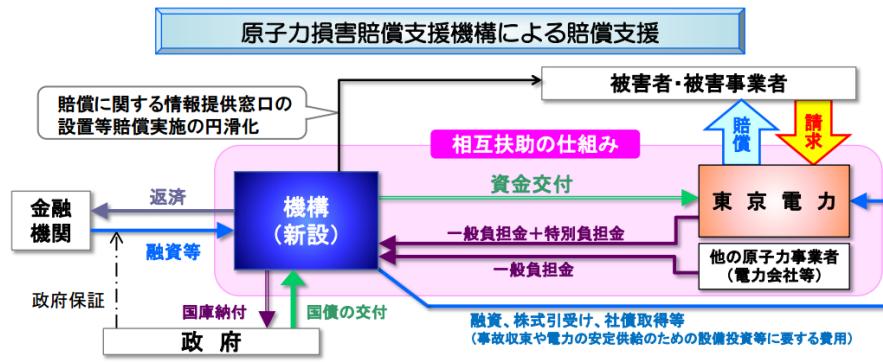 原子力損害賠償支援機構による賠償支援
被害者・被害事業者
賠償に関する情報提供窓口の
設置等賠償実施の円滑化
賠償
請求
相互扶助の仕組み
金融
機関
返済
融資等
機構
（新設）
資金交付
東京電力
一般負担金＋特別負担金
一般負担金
他の原子力事業者
（電力会社等）
政府保証
国庫納付
国債の交付
政府
融資、株式引受け、社債取得等
（事故収束や電力の安定供給のための設備投資等に要する費用）